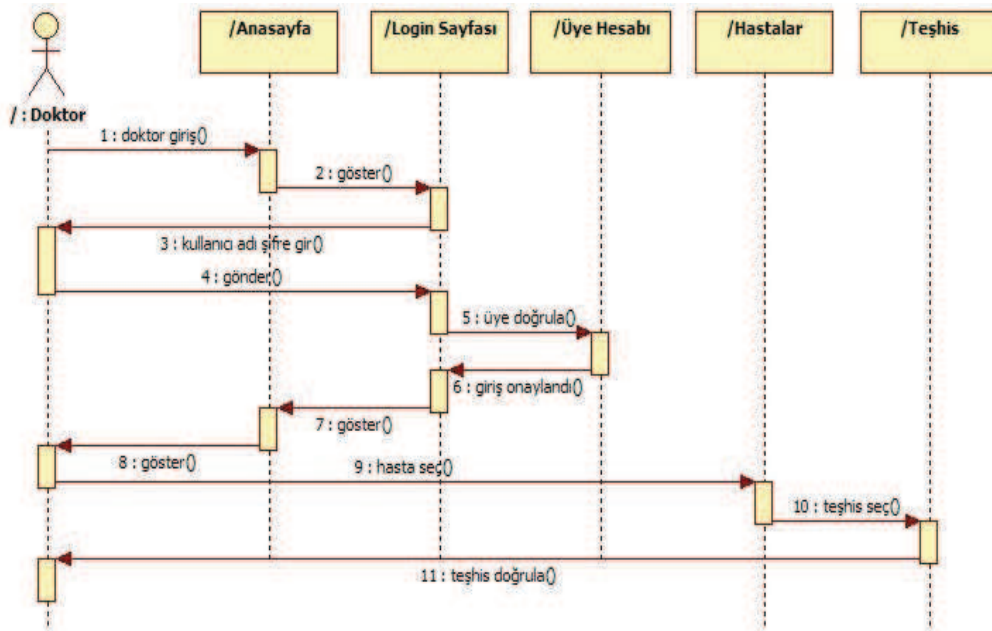 /Anasayfa
/Login Sayfası
/Üye Hesabı
/Hastalar
/Teşhis
/ : Doktor
1 : doktor giriş()
2 : göster()
3 : kullanıcı adı şifre gir()
4 : gönder()
5 : üye doğrula()
6 : giriş onaylandı()
7 : göster()
8 : göster()
9 : hasta seç()
10 : teşhis seç()
11 : teşhis doğrula()